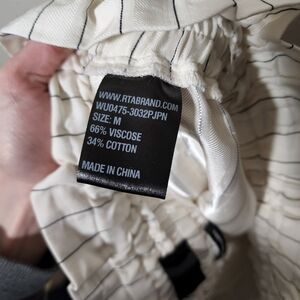 WWW.RTABRAND.COM
WU0475-3032PJPN
SIZE: M
66% VISCOSE
34% COTTON
MADE IN CHINA